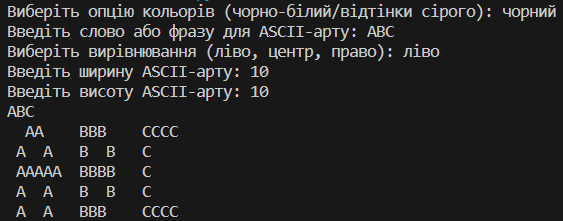 Виберіть опцію кольорів (чорно-білий/відтінки сірого): чорний
Введіть слово або фразу для ASCII-арту: ABC
Виберіть вирівнювання (ліво, центр, право): ліво
Введіть ширину ASCII-арту: 10
Введіть висоту ASCII-арту: 10
ABC
  AA    BBB    CCCC
 A  A   B  B   C
 AAAAA  BBBB   C
 A  A   B  B   C
 A  A   BBB    CCCC